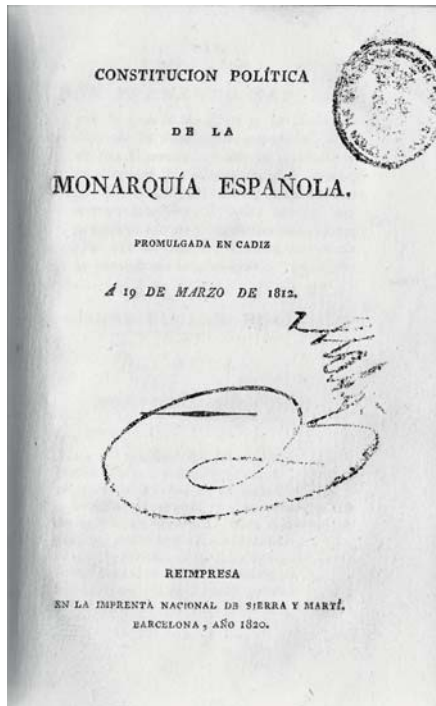 CONSTITUCION POLÍTICA
DE LA
MONARQUÍA ESPAÑOLA.
PROMULGADA EN CADIZ
Á 19 DE MARZO DE 1812.
REIMPRESA
EN LA IMPRENTA NACIONAL DE SIERRA Y MARTÍ.
BARCELONA, AÑO 1820.